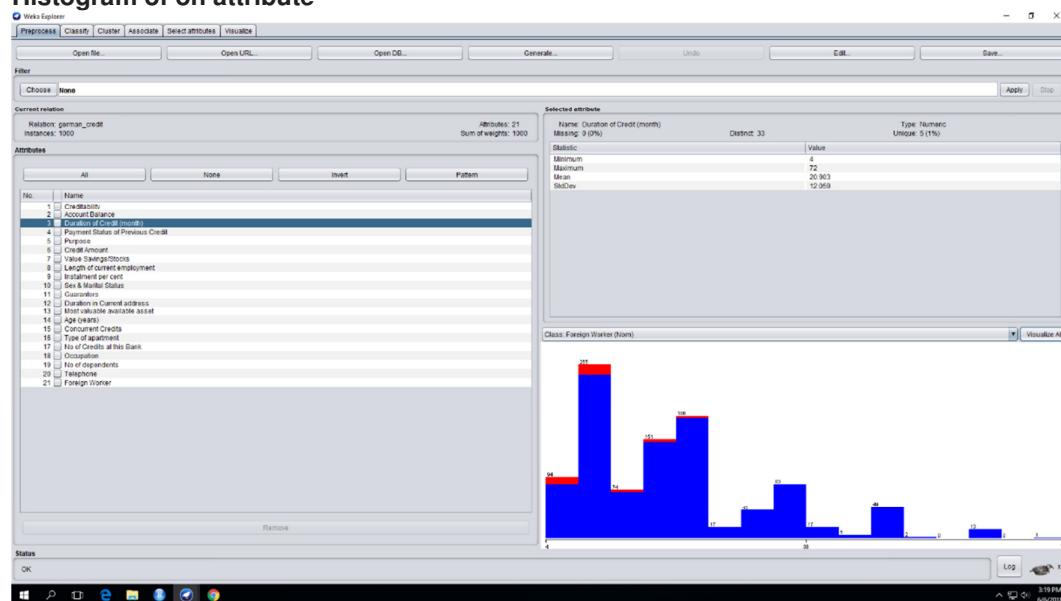 Histogram of on attribute
Weka Explorer
Preprocess Classify Cluster Associate Select attributes Visualize
Open file... Open URL... Open DB... Generate... Undo Edit... Save...
Filter
Choose None Apply Stop
Current relation
Relation: german_credit Attributes: 21
Instances: 1000 Sum of weights: 1000
Attributes
All None Invert Pattern
No. Name
1 Creditability
2 Account Balance
3 Duration of Credit (month)
4 Payment Status of Previous Credit
5 Purpose
6 Credit Amount
7 Value Savings/Stocks
8 Length of current employment
9 Instalment per cent
10 Sex & Marital Status
11 Guarantors
12 Duration in Current address
13 Most valuable available asset
14 Age (years)
15 Concurrent Credits
16 Type of apartment
17 No of Credits at this Bank
18 Occupation
19 No of dependents
20 Telephone
21 Foreign Worker
Remove
Selected attribute
Name: Duration of Credit (month) Type: Numeric
Missing: 0 (0%) Distinct: 33 Unique: 5 (1%)
Statistic Value
Minimum 4
Maximum 72
Mean 20.903
StdDev 12.059
Class: Foreign Worker (Nom) Visualize All
94
74
151
17
83
17
2
0
13
0
1
4
38
Status
OK
Log x
3:19 PM